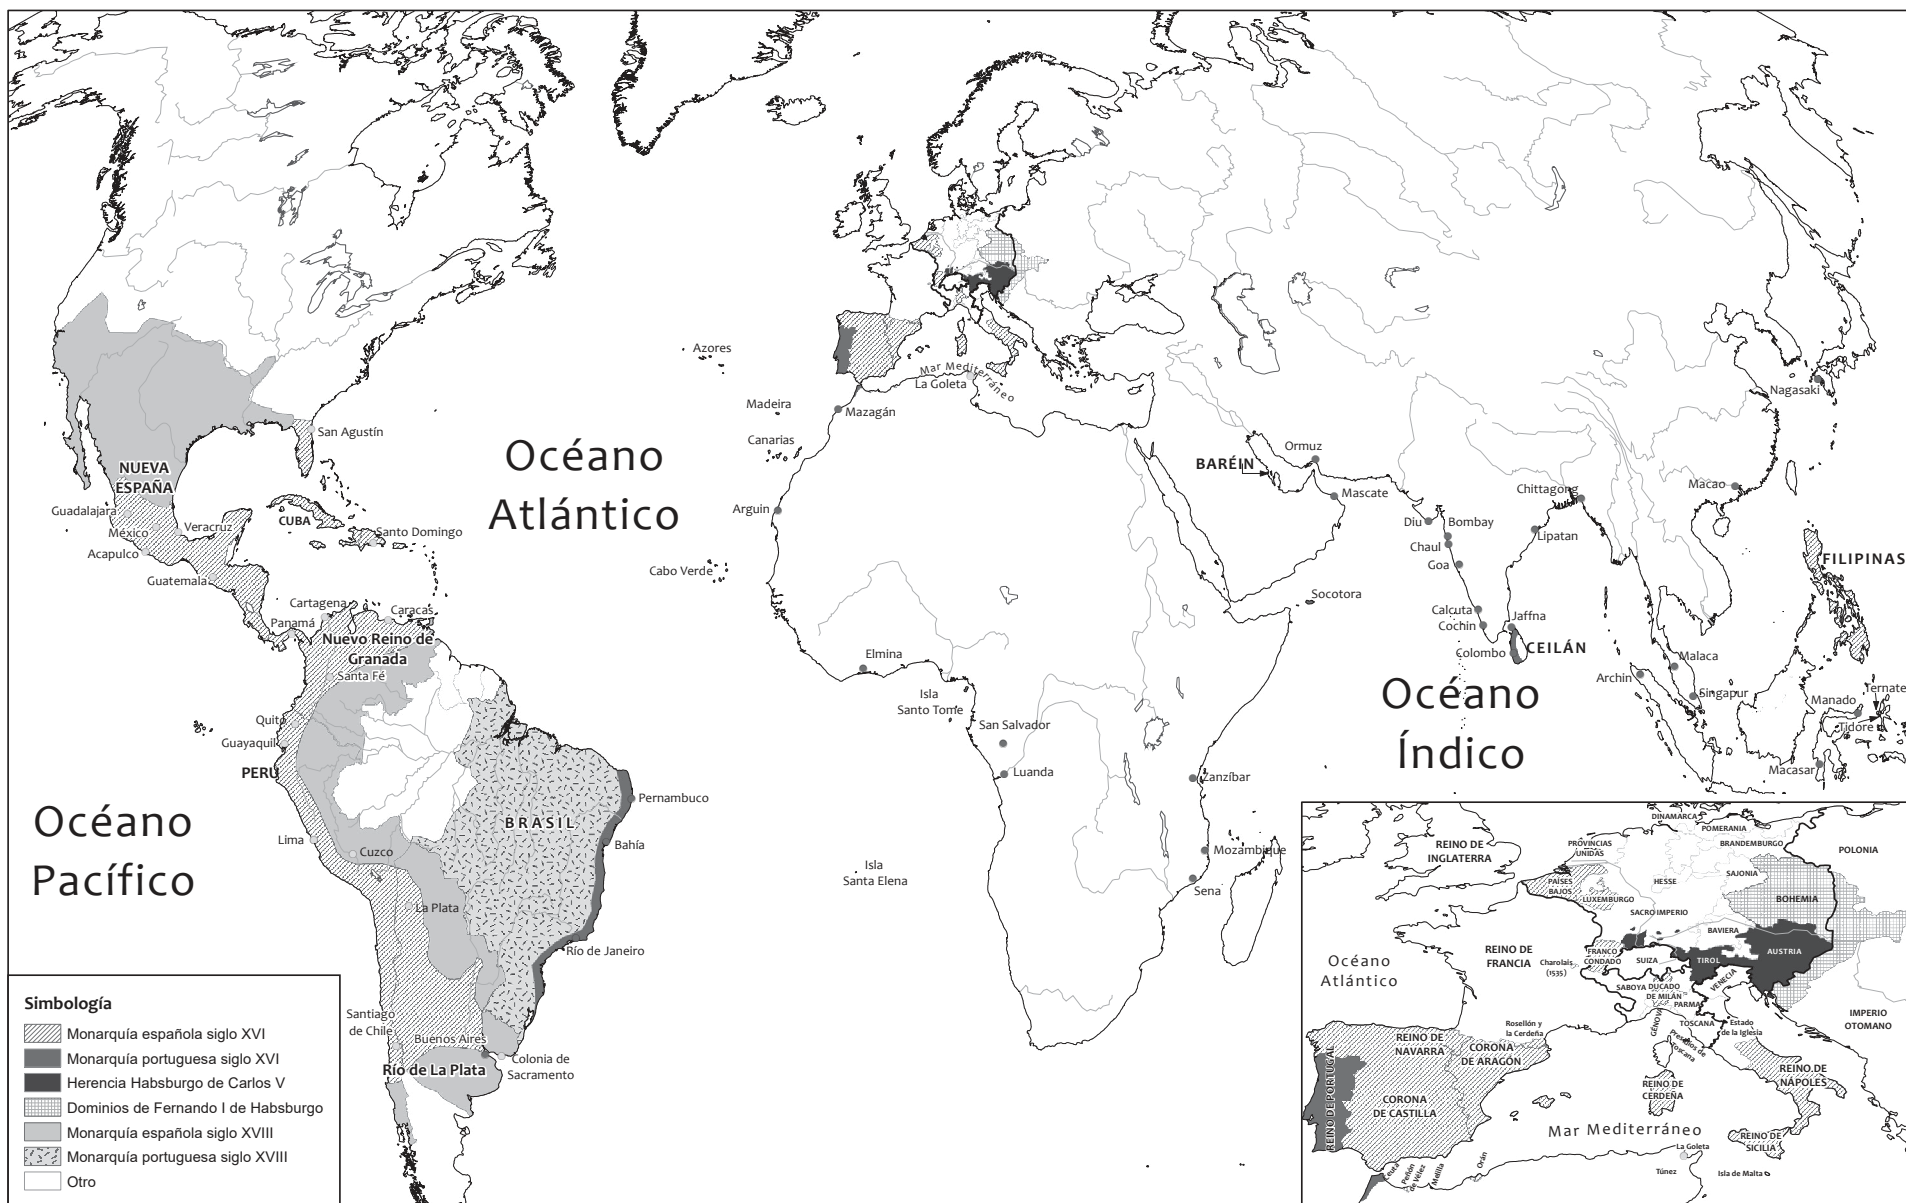 Azores
Madeira
Canarias
Océano
Atlántico
Arguin
Cabo Verde
Mar Mediterráneo
La Goleta
Mazagán
San Agustín
NUEVA
ESPAÑA
Guadalajara
México
Veracruz
Acapulco
Guatemala
CUBA
Santo Domingo
Cartagena
Panamá
Caracas
Nuevo Reino de
Granada
Santa Fé
Quito
Guayaquil
PERÚ
Lima
Cuzco
La Plata
BRASIL
Pernambuco
Bahía
Río de Janeiro
Santiago
de Chile
Buenos Aires
Río de La Plata
Colonia de
Sacramento
Océano
Pacífico
Elmina
Isla
Santo Tome
San Salvador
Luanda
Isla
Santa Elena
Zanzíbar
Mozambique
Sena
BARÉIN
Ormuz
Mascate
Socotora
Diu
Bombay
Chaul
Goa
Calcuta
Cochin
Chittagong
Lipatan
Jaffna
Colombo
CEILÁN
Océano
Índico
Nagasaki
Macao
FILIPINAS
Malaca
Archin
Singapur
Manado
Ternate
Tidore
Macasar
Simbología
Monarquía española siglo XVI
Monarquía portuguesa siglo XVI
Herencia Habsburgo de Carlos V
Dominios de Fernando I de Habsburgo
Monarquía española siglo XVIII
Monarquía portuguesa siglo XVIII
Otro
DINAMARCA
POMERANIA
BRANDEMBURGO
POLONIA
REINO DE
INGLATERRA
PROVINCIAS
UNIDAS
PAÍSES
BAJOS
LUXEMBURGO
HESSE
SAJONIA
BOHEMIA
SACRO IMPERIO
BAVIERA
AUSTRIA
TIROL
REINO DE
FRANCIA
Charolais
(1535)
FRANCO
CONDADO
SUIZA
SABOYA
DUCADO
DE MILÁN
PARMA
VENECIA
GÉNOVA
TOSCANA
Estado
de la Iglesia
Presidios de
Toscana
IMPERIO
OTOMANO
Océano
Atlántico
Rosellón y
la Cerdeña
REINO DE
NAVARRA
CORONA
DE ARAGÓN
REINO DE PORTUGAL
CORONA
DE CASTILLA
REINO DE
CERDEÑA
REINO DE
NÁPOLES
REINO DE
SICILIA
Mar Mediterráneo
La Goleta
Túnez
Isla de Malta
Ceuta
Peñón
de Vélez
Melilla
Orán